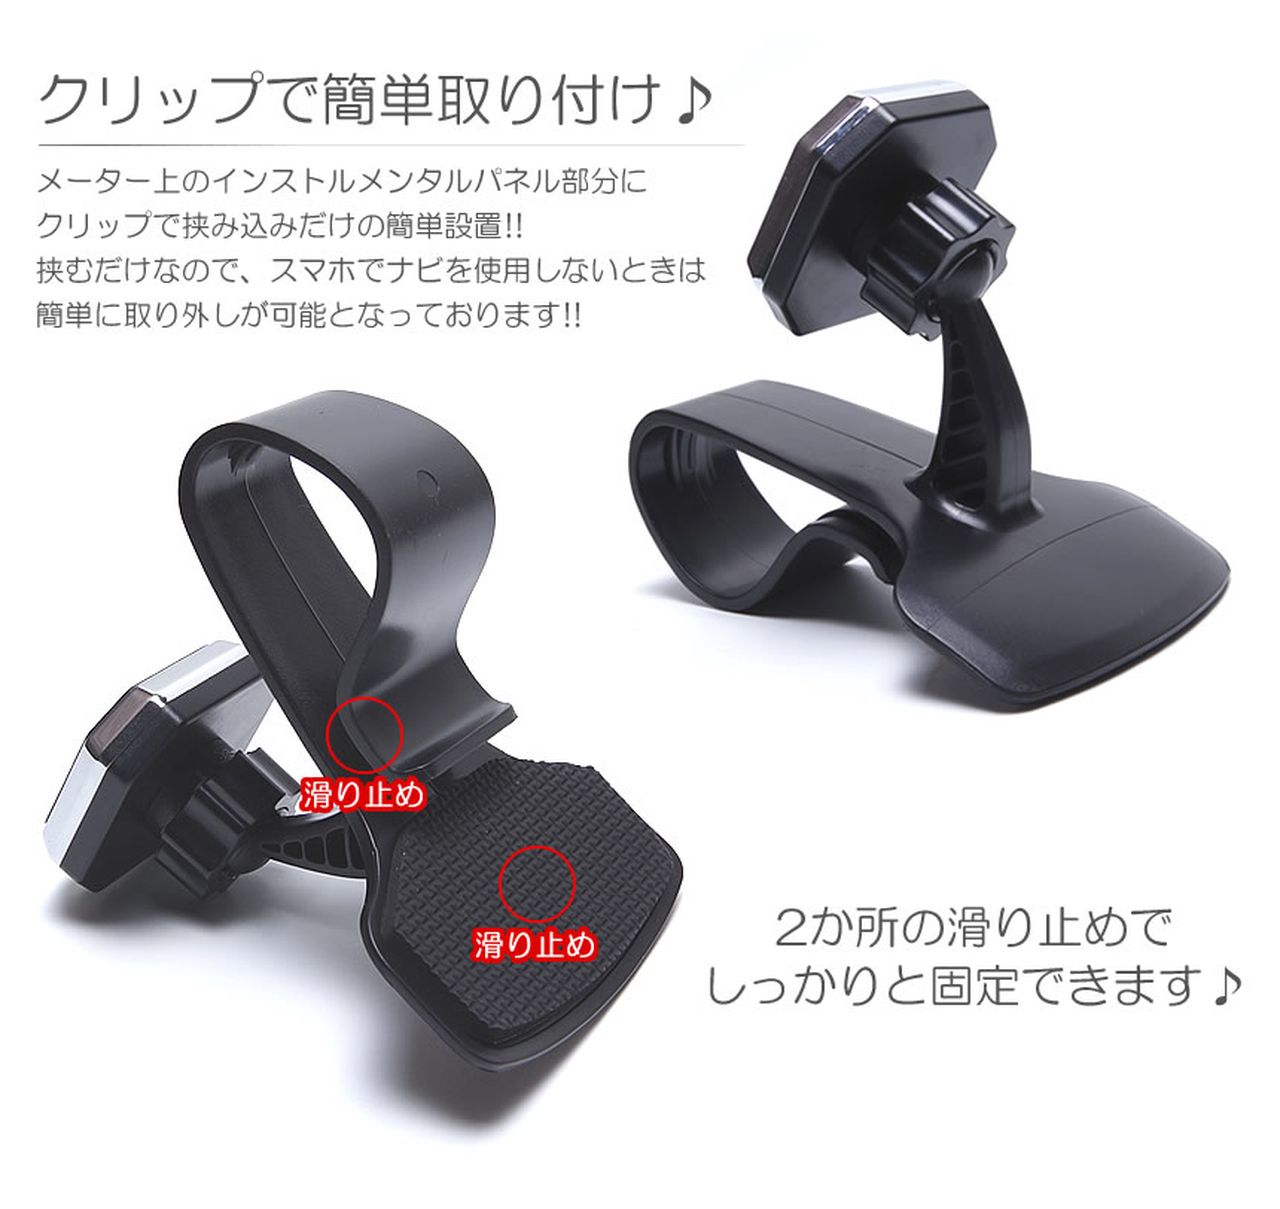 クリップで簡単取り付け♪
メーター上のインストルメンタルパネル部分に
クリップで挟み込みだけの簡単設置!!
挟むだけなので、スマホでナビを使用しないときは
簡単に取り外しが可能となっております!!
滑り止め
滑り止め
2か所の滑り止めで
しっかりと固定できます♪